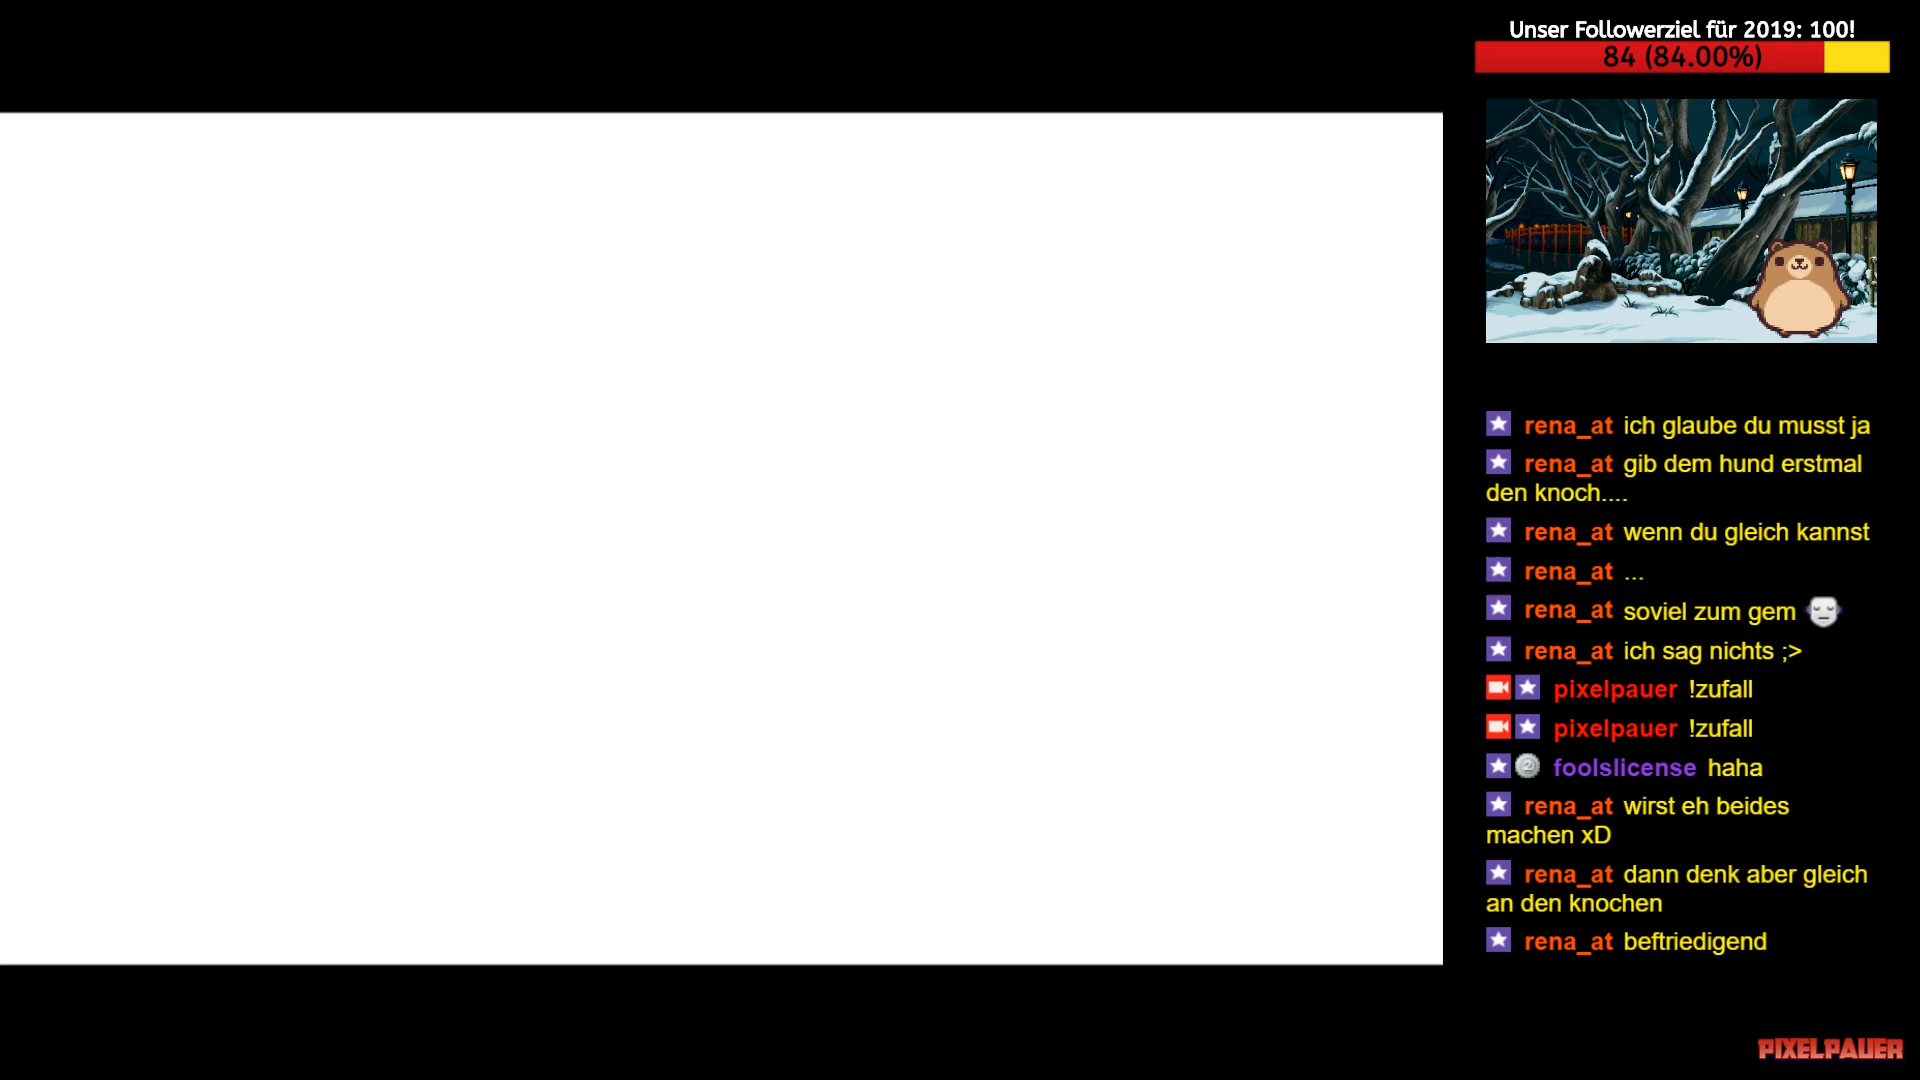 Unser Followerziel für 2019: 100!
84 (84.00%)
rena_at ich glaube du musst ja
rena_at gib dem hund erstmal
den knoch....
rena_at wenn du gleich kannst
rena_at ...
rena_at soviel zum gem
rena_at ich sag nichts ;>
pixelpauer !zufall
pixelpauer !zufall
2 foolslicense haha
rena_at wirst eh beides
machen xD
rena_at dann denk aber gleich
an den knochen
rena_at beftriedigend
PIXELPAUER